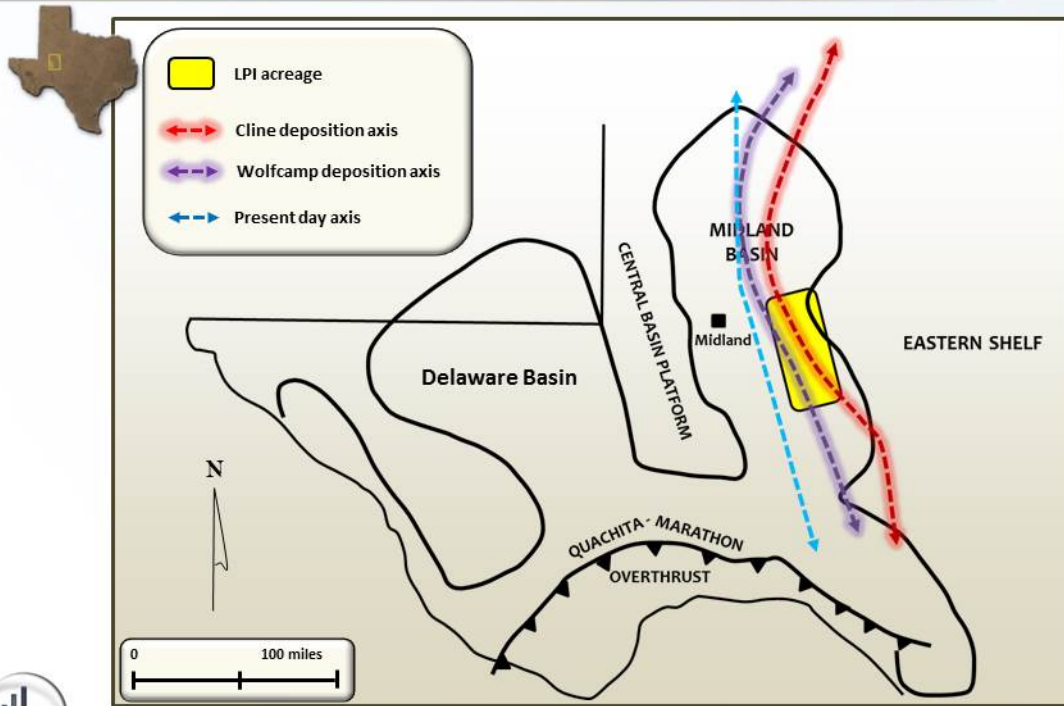 LPI acreage
Cline deposition axis
Wolfcamp deposition axis
Present day axis
MIDLAND
BASIN
CENTRAL BASIN PLATFORM
Midland
EASTERN SHELF
Delaware Basin
N
QUACHITA - MARATHON
OVERTHRUST
0 100 miles